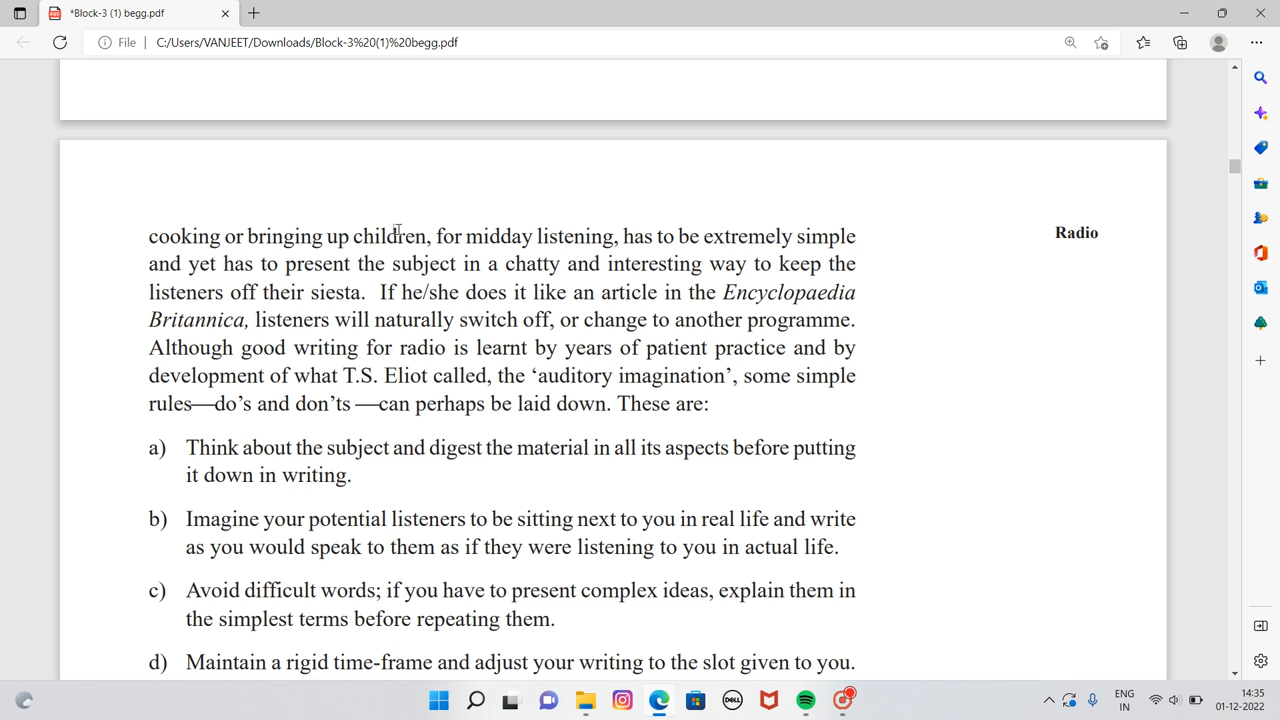 *Block-3 (1) begg.pdf
File
C:/Users/VANJEET/Downloads/Block-3%20(1)%20begg.pdf
Radio
cooking or bringing up children, for midday listening, has to be extremely simple
and yet has to present the subject in a chatty and interesting way to keep the
listeners off their siesta. If he/she does it like an article in the Encyclopaedia
Britannica, listeners will naturally switch off, or change to another programme.
Although good writing for radio is learnt by years of patient practice and by
development of what T.S. Eliot called, the ‘auditory imagination’, some simple
rules—do’s and don’ts —can perhaps be laid down. These are:
a) Think about the subject and digest the material in all its aspects before putting
it down in writing.
b) Imagine your potential listeners to be sitting next to you in real life and write
as you would speak to them as if they were listening to you in actual life.
c) Avoid difficult words; if you have to present complex ideas, explain them in
the simplest terms before repeating them.
d) Maintain a rigid time-frame and adjust your writing to the slot given to you.
DELL
ENG
IN
14:35
01-12-2022